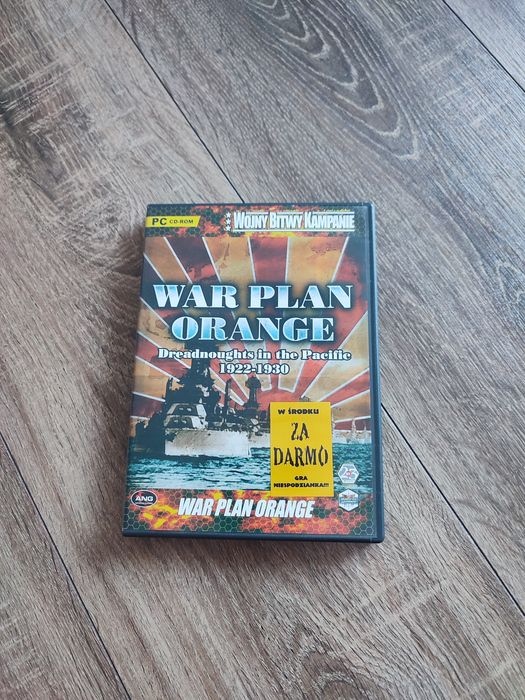 PC CD-ROM
WOJNY BITWY KAMPANIE
WAR PLAN
ORANGE
Dreadnoughts in the Pacific
1922-1930
W ŚRODKU
ZA
DARMO
GRA
NIESPODZIANKA!!!
ANG
WAR PLAN ORANGE